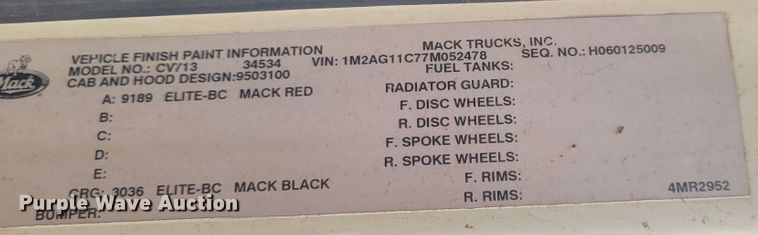 Mack
VEHICLE FINISH PAINT INFORMATION
MACK TRUCKS, INC.
MODEL NO.: CV713 34534 VIN: 1M2AG11C77M052478 SEQ. NO.: H060125009
CAB AND HOOD DESIGN:9503100
FUEL TANKS:
A: 9189 ELITE-BC MACK RED
RADIATOR GUARD:
B:
F. DISC WHEELS:
C:
R. DISC WHEELS:
D:
F. SPOKE WHEELS:
E:
R. SPOKE WHEELS:
CRG: 3036 ELITE-BC MACK BLACK
F. RIMS:
BUMPER:
R. RIMS:
4MR2952
Purple Wave Auction